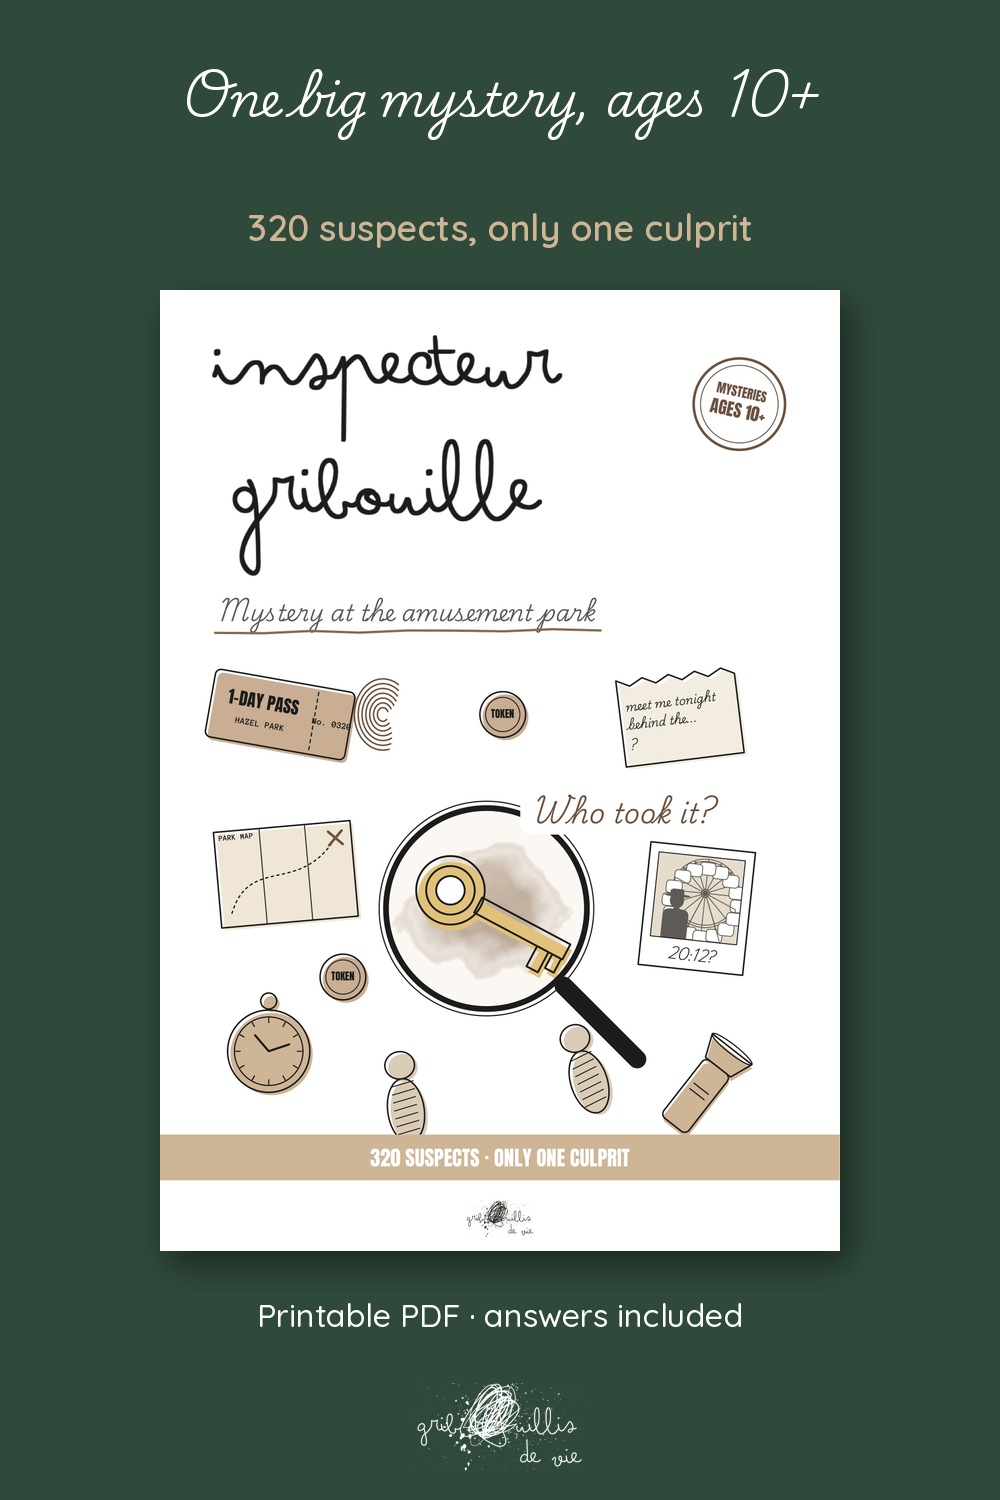 One big mystery, ages 10+
320 suspects, only one culprit
inspecteur
gribouille
MYSTERIES
AGES 10+
Mystery at the amusement park
1-DAY PASS
HAZEL PARK
No. 0320
TOKEN
meet me tonight
behind the...
?
Who took it?
PARK MAP
20:12?
TOKEN
320 SUSPECTS · ONLY ONE CULPRIT
de vie
Printable PDF · answers included
de vie